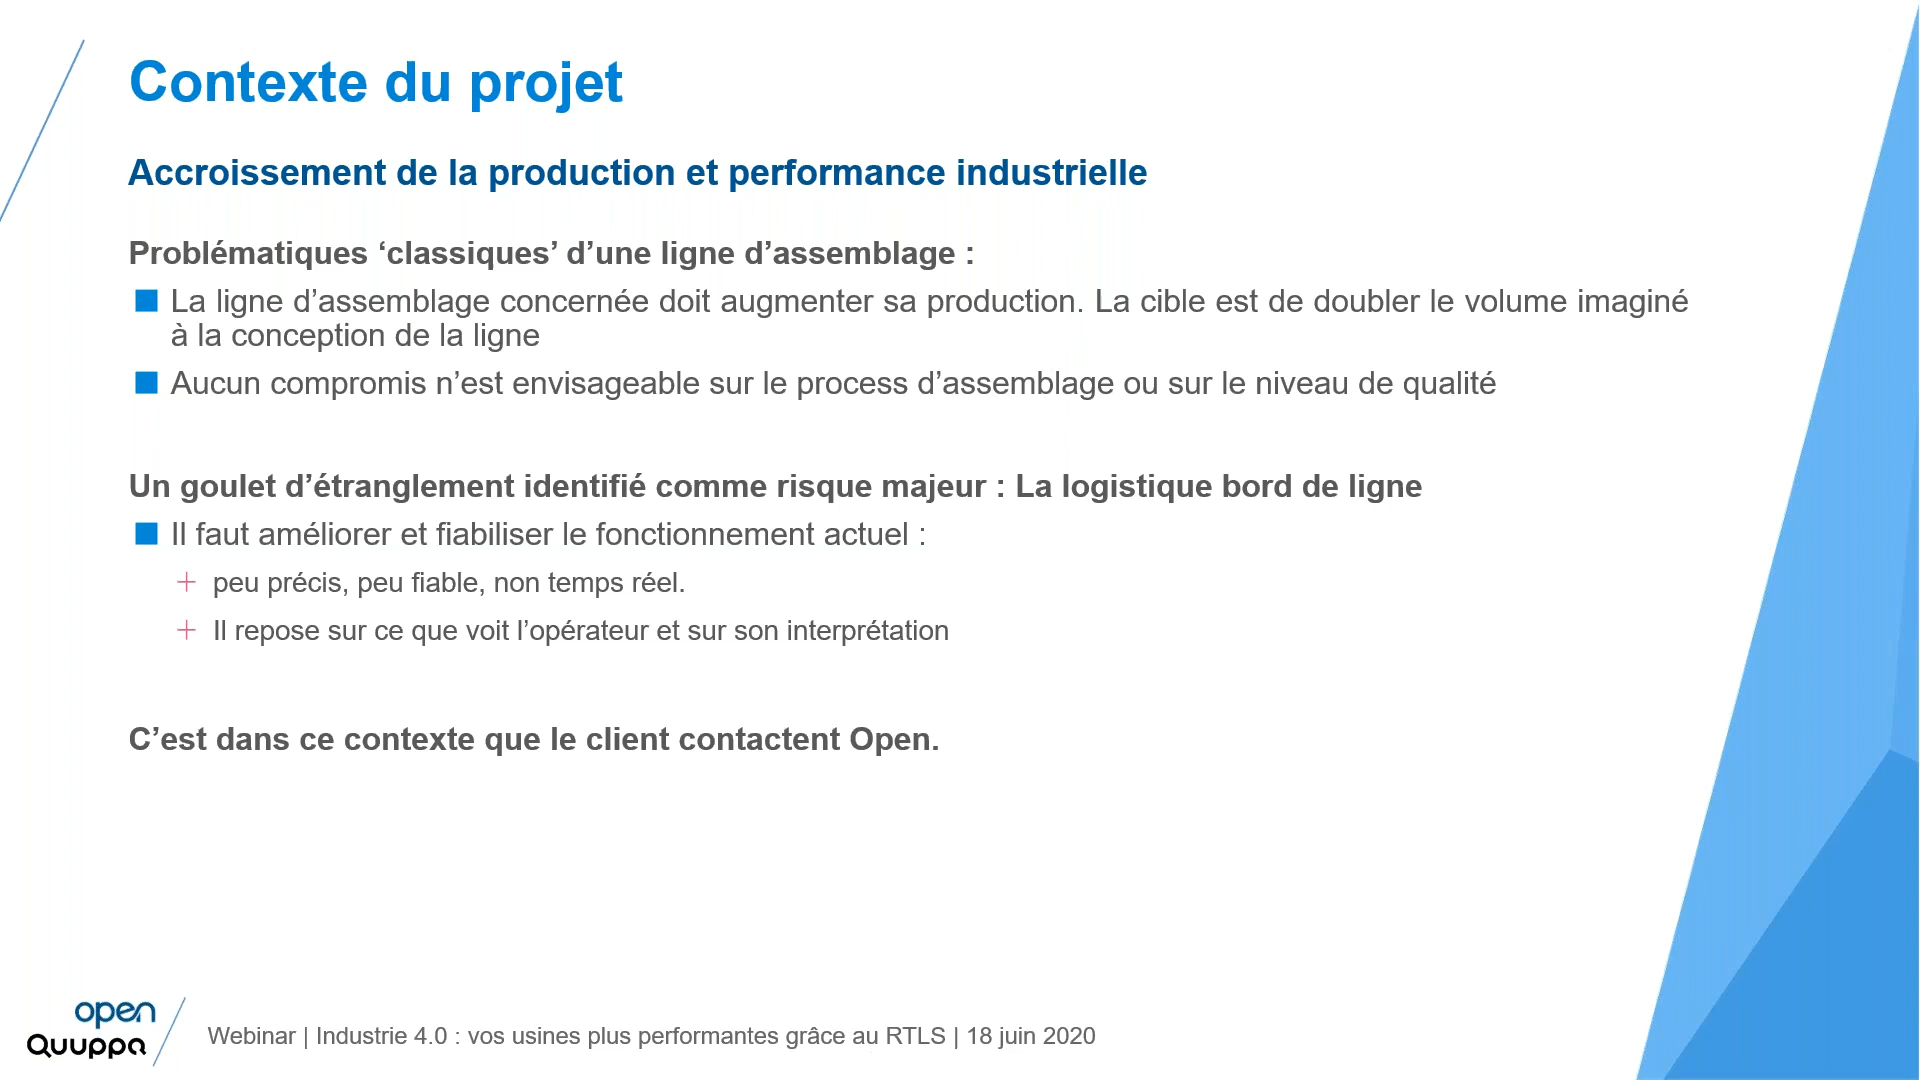 Contexte du projet
Accroissement de la production et performance industrielle
Problématiques ‘classiques’ d’une ligne d’assemblage :
La ligne d’assemblage concernée doit augmenter sa production. La cible est de doubler le volume imaginé
à la conception de la ligne
Aucun compromis n’est envisageable sur le process d’assemblage ou sur le niveau de qualité
Un goulet d’étranglement identifié comme risque majeur : La logistique bord de ligne
Il faut améliorer et fiabiliser le fonctionnement actuel :
peu précis, peu fiable, non temps réel.
Il repose sur ce que voit l’opérateur et sur son interprétation
C’est dans ce contexte que le client contactent Open.
open
Quuppa
Webinar | Industrie 4.0 : vos usines plus performantes grâce au RTLS | 18 juin 2020